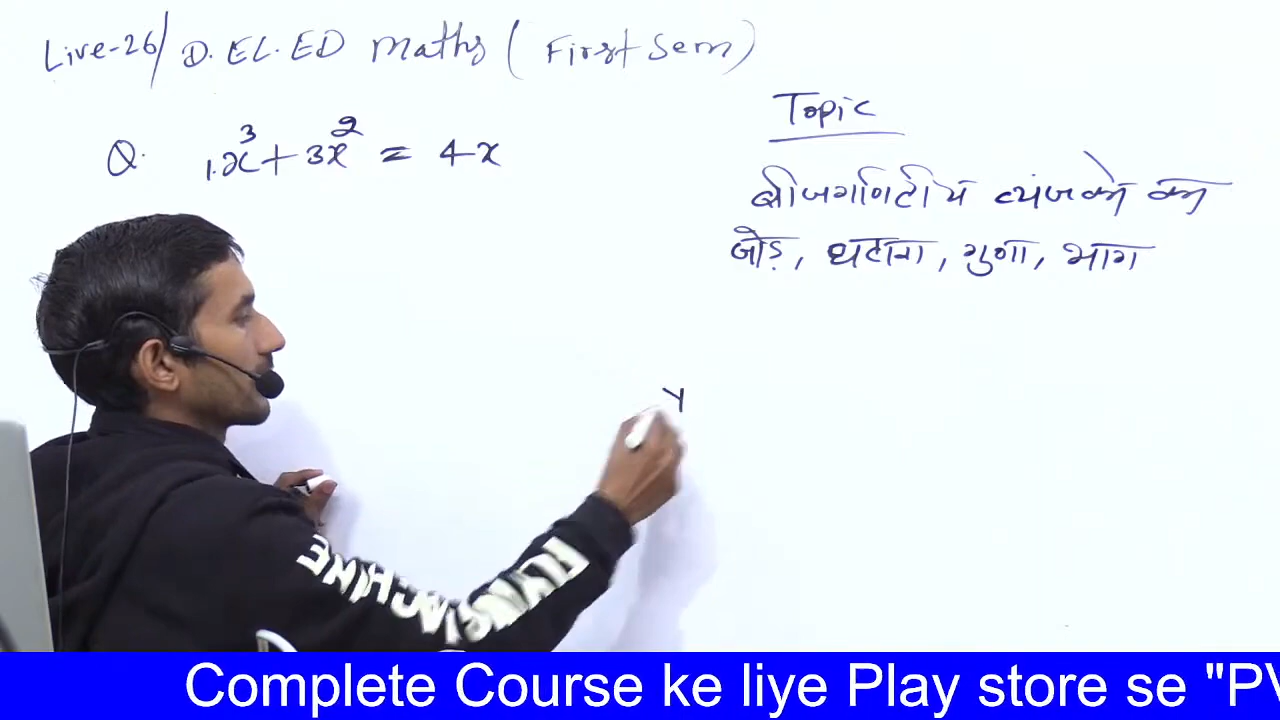 Live-26/ D.EL.ED Maths ( First Sem )
Topic
Q. 1.x³ + 3x² = 4x
बीजगणितीय व्यंजको का
जोड़, घटाना, गुणा, भाग
Y
Complete Course ke liye Play store se "PV